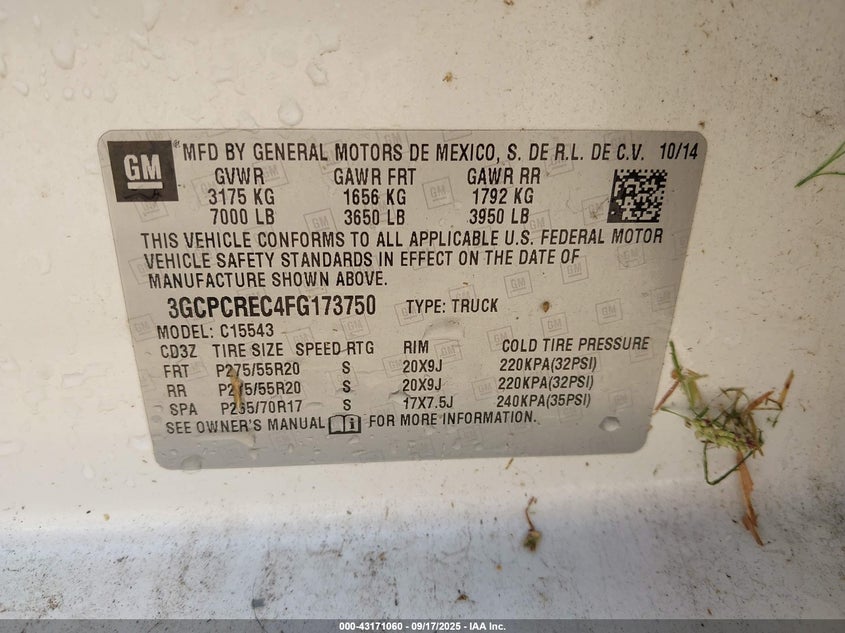 GM
MFD BY GENERAL MOTORS DE MEXICO, S. DE R.L. DE C.V. 10/14
GVWR GAWR FRT GAWR RR
3175 KG 1656 KG 1792 KG
7000 LB 3650 LB 3950 LB
THIS VEHICLE CONFORMS TO ALL APPLICABLE U.S. FEDERAL MOTOR
VEHICLE SAFETY STANDARDS IN EFFECT ON THE DATE OF
MANUFACTURE SHOWN ABOVE.
3GCPCREC4FG173750 TYPE: TRUCK
MODEL: C15543
CD3Z TIRE SIZE SPEED RTG RIM COLD TIRE PRESSURE
FRT P275/55R20 S 20X9J 220KPA(32PSI)
RR P275/55R20 S 20X9J 220KPA(32PSI)
SPA P265/70R17 S 17X7.5J 240KPA(35PSI)
SEE OWNER'S MANUAL FOR MORE INFORMATION.
000-43171060 - 09/17/2025 - IAA Inc.